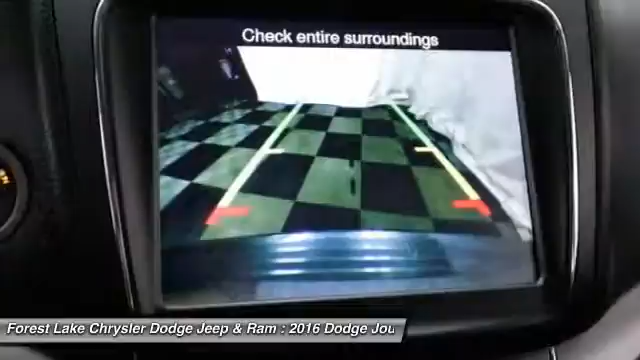 Check entire surroundings
Forest Lake Chrysler Dodge Jeep & Ram : 2016 Dodge Jou